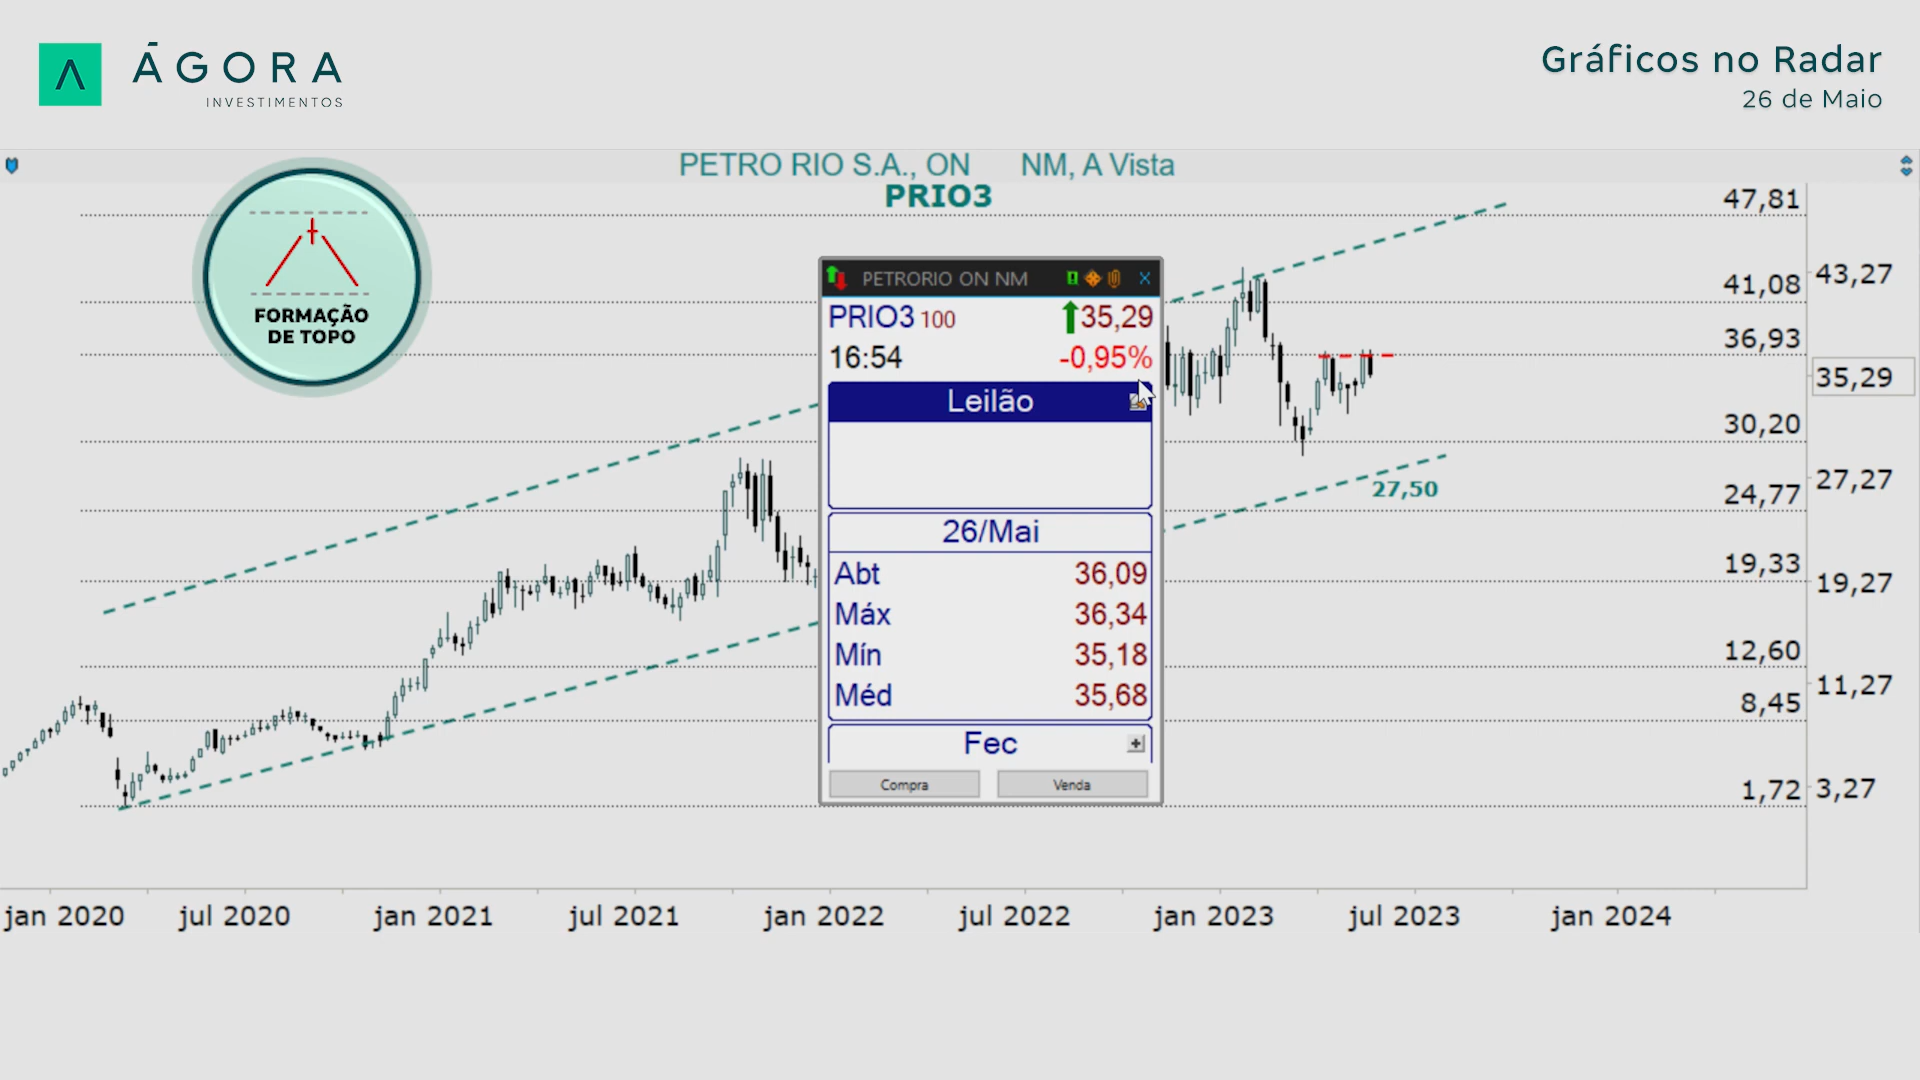 ÁGORA
INVESTIMENTOS
Gráficos no Radar
26 de Maio
PETRO RIO S.A., ON NM, A Vista
PRIO3
FORMAÇÃO
DE TOPO
PETRORIO ON NM
PRIO3 100 35,29
16:54 -0,95%
Leilão
26/Mai
Abt 36,09
Máx 36,34
Mín 35,18
Méd 35,68
Fec
Compra Venda
27,50
47,81
41,08
36,93
30,20
24,77
19,33
12,60
8,45
1,72
43,27
35,29
27,27
19,27
11,27
3,27
jan 2020 jul 2020 jan 2021 jul 2021 jan 2022 jul 2022 jan 2023 jul 2023 jan 2024